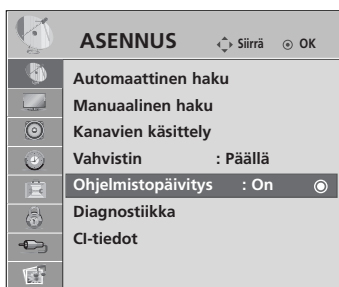 ASENNUS Siirrä OK
Automaattinen haku
Manuaalinen haku
Kanavien käsittely
Vahvistin : Päällä
Ohjelmistopäivitys : On
Diagnostiikka
CI-tiedot